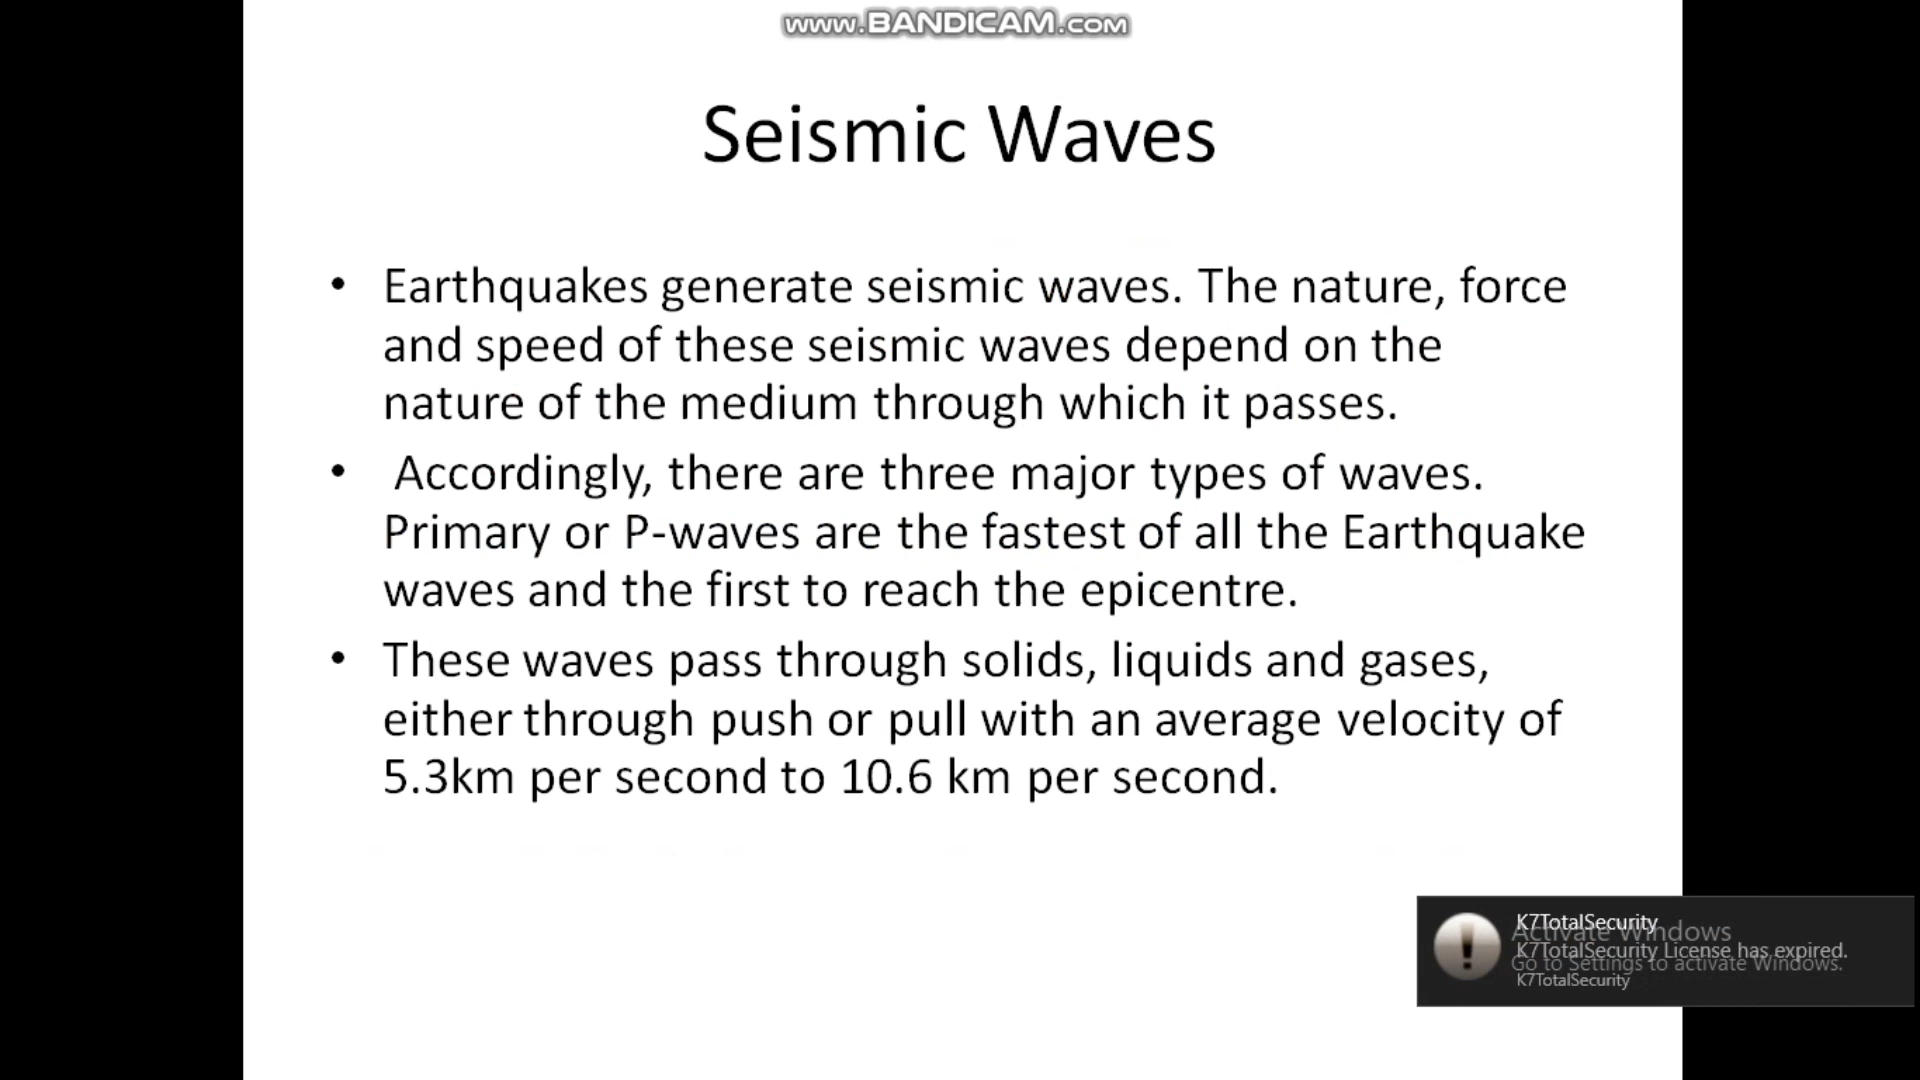 www.BANDICAM.com
Seismic Waves
• Earthquakes generate seismic waves. The nature, force
and speed of these seismic waves depend on the
nature of the medium through which it passes.
• Accordingly, there are three major types of waves.
Primary or P-waves are the fastest of all the Earthquake
waves and the first to reach the epicentre.
• These waves pass through solids, liquids and gases,
either through push or pull with an average velocity of
5.3km per second to 10.6 km per second.
K7TotalSecurity
Activate Windows
K7TotalSecurity License has expired.
Go to Settings to activate Windows.
K7TotalSecurity